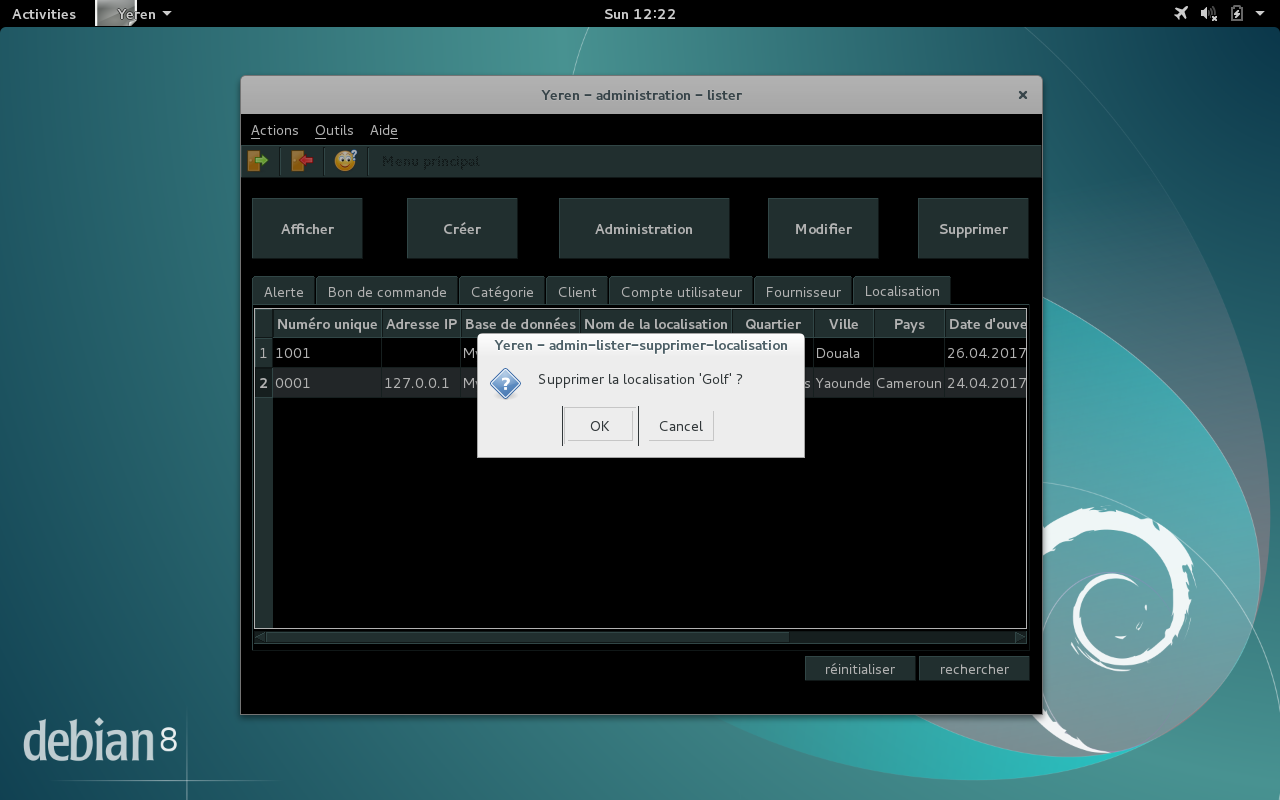 Activities Yeren Sun 12:22
Yeren - administration - lister ×
Actions Outils Aide
Menu principal
Afficher Créer Administration Modifier Supprimer
Alerte Bon de commande Catégorie Client Compte utilisateur Fournisseur Localisation
Numéro unique Adresse IP Base de données Nom de la localisation Quartier Ville Pays Date d'ouve
1 1001 Douala 26.04.2017
2 0001 127.0.0.1 s Yaounde Cameroun 24.04.2017
Yeren - admin-lister-supprimer-localisation
Supprimer la localisation 'Golf' ?
OK Cancel
réinitialiser rechercher
debian 8